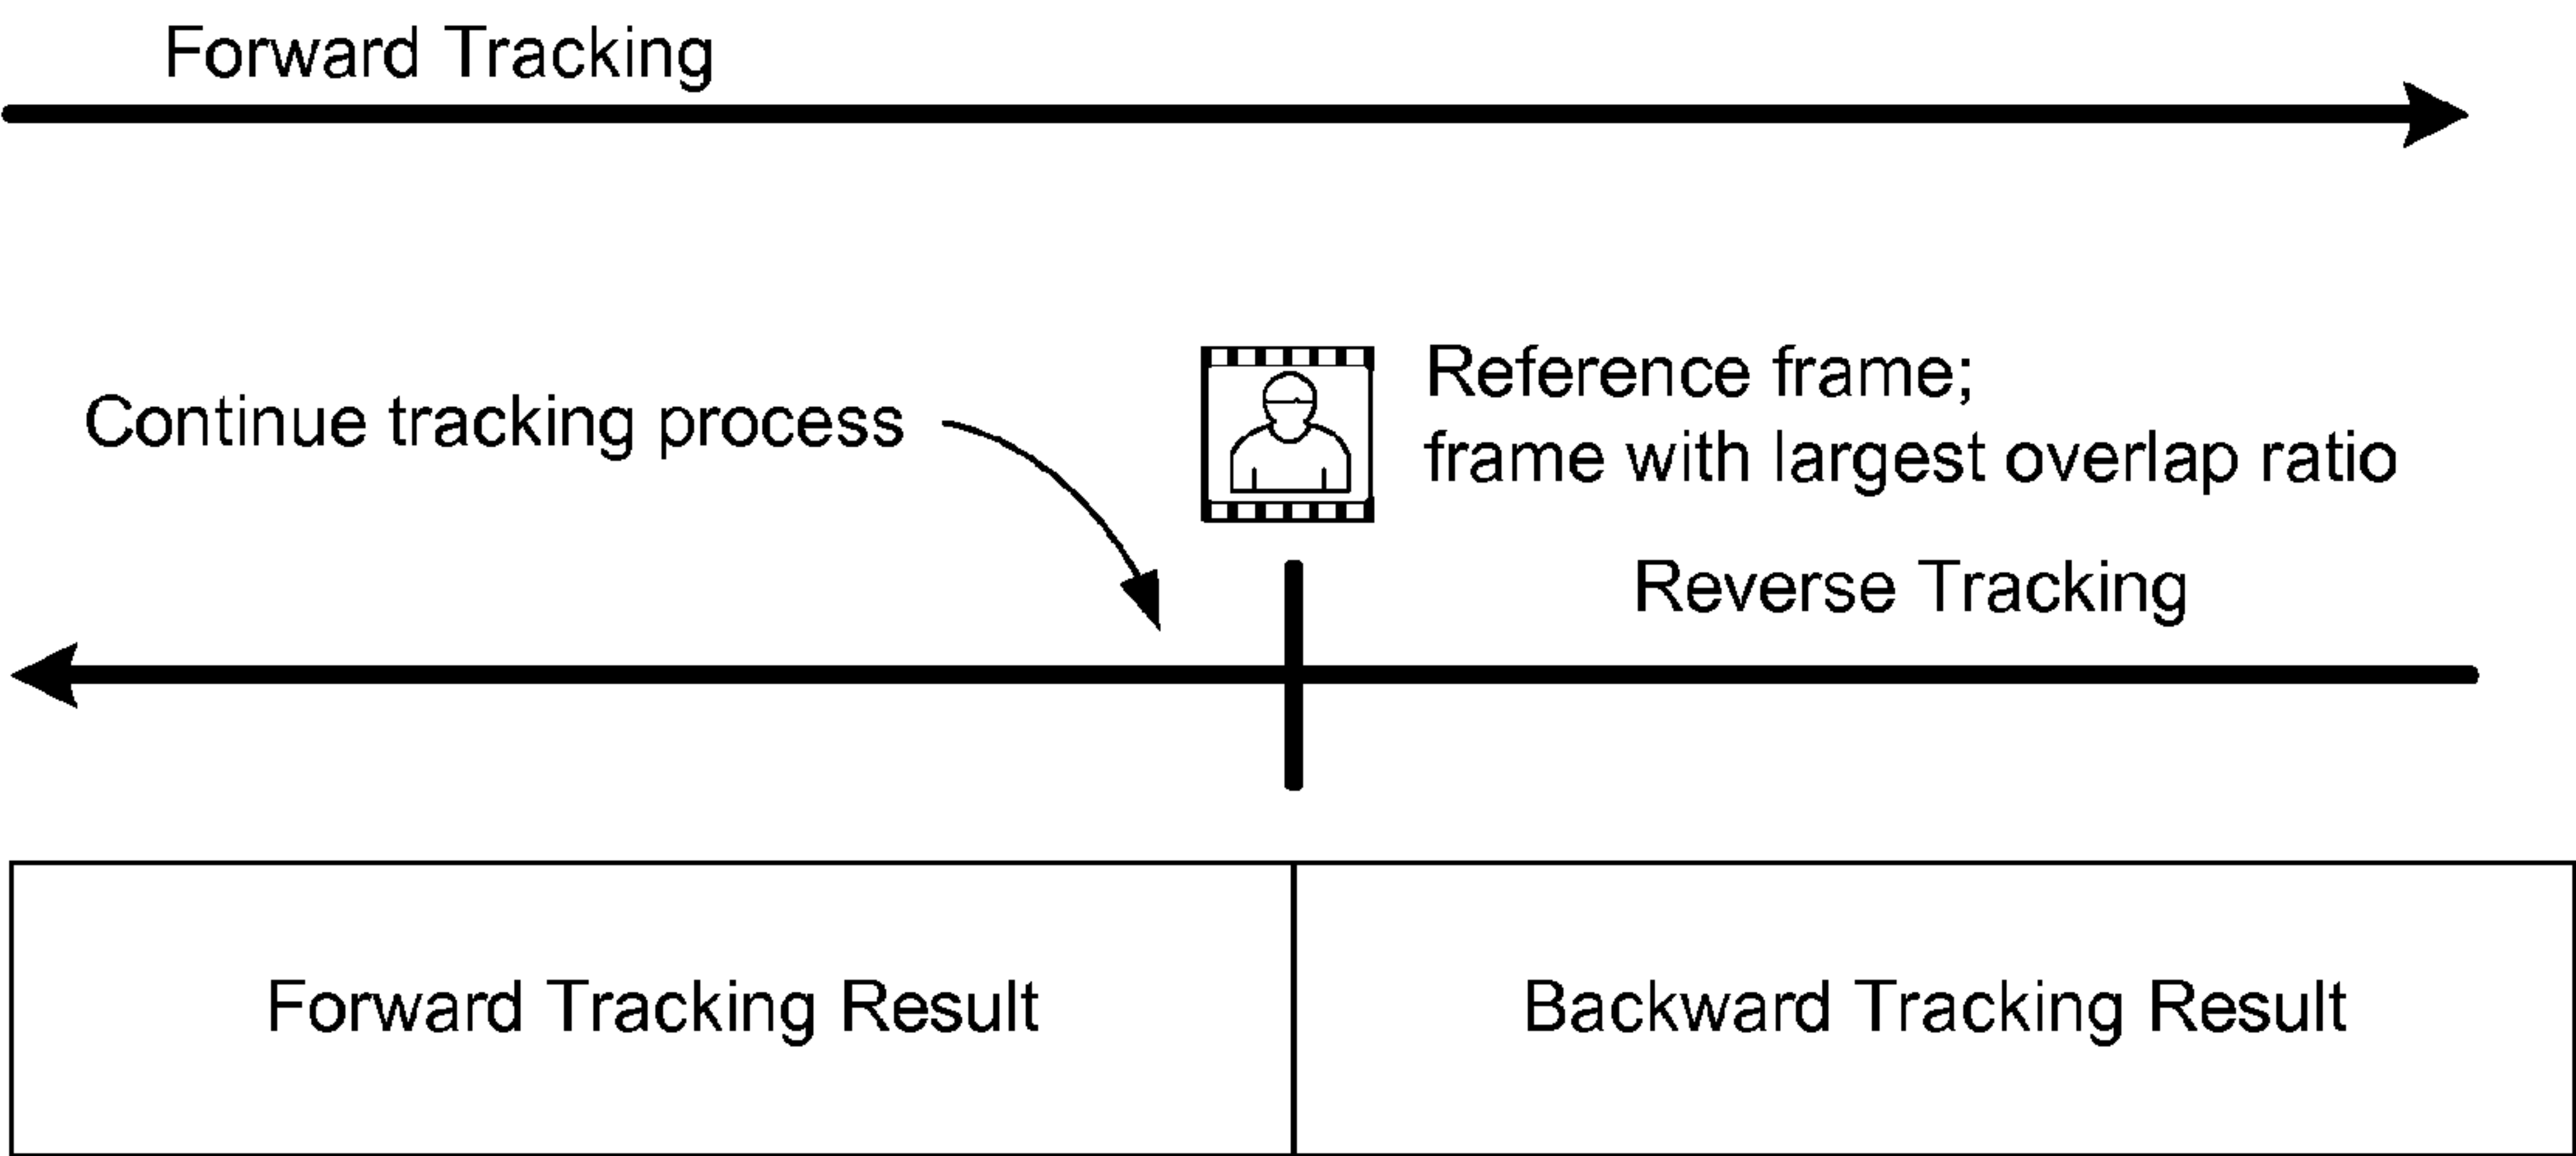 Forward Tracking
Continue tracking process
Reference frame;
frame with largest overlap ratio
Reverse Tracking
Forward Tracking Result
Backward Tracking Result